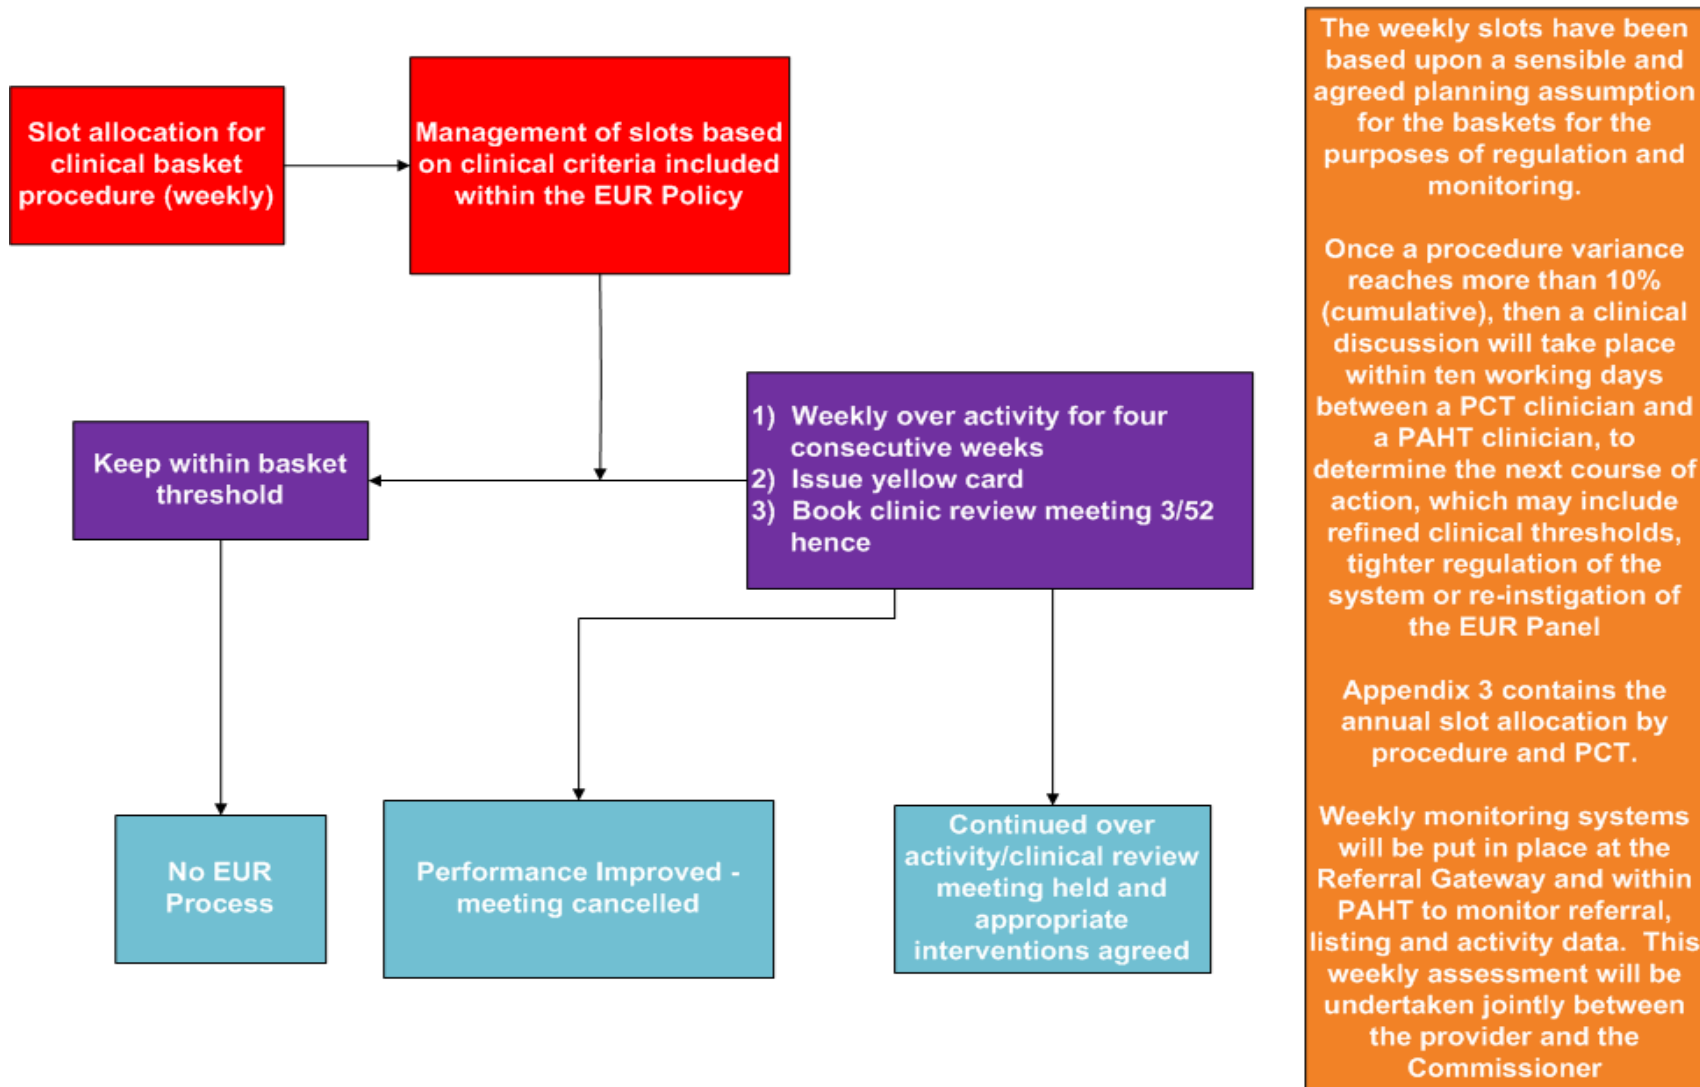 Slot allocation for
clinical basket
procedure (weekly)
Management of slots based
on clinical criteria included
within the EUR Policy
Keep within basket
threshold
1) Weekly over activity for four
consecutive weeks
2) Issue yellow card
3) Book clinic review meeting 3/52
hence
No EUR
Process
Performance Improved -
meeting cancelled
Continued over
activity/clinical review
meeting held and
appropriate
interventions agreed
The weekly slots have been
based upon a sensible and
agreed planning assumption
for the baskets for the
purposes of regulation and
monitoring.
Once a procedure variance
reaches more than 10%
(cumulative), then a clinical
discussion will take place
within ten working days
between a PCT clinician and
a PAHT clinician, to
determine the next course of
action, which may include
refined clinical thresholds,
tighter regulation of the
system or re-instigation of
the EUR Panel
Appendix 3 contains the
annual slot allocation by
procedure and PCT.
Weekly monitoring systems
will be put in place at the
Referral Gateway and within
PAHT to monitor referral,
listing and activity data. This
weekly assessment will be
undertaken jointly between
the provider and the
Commissioner